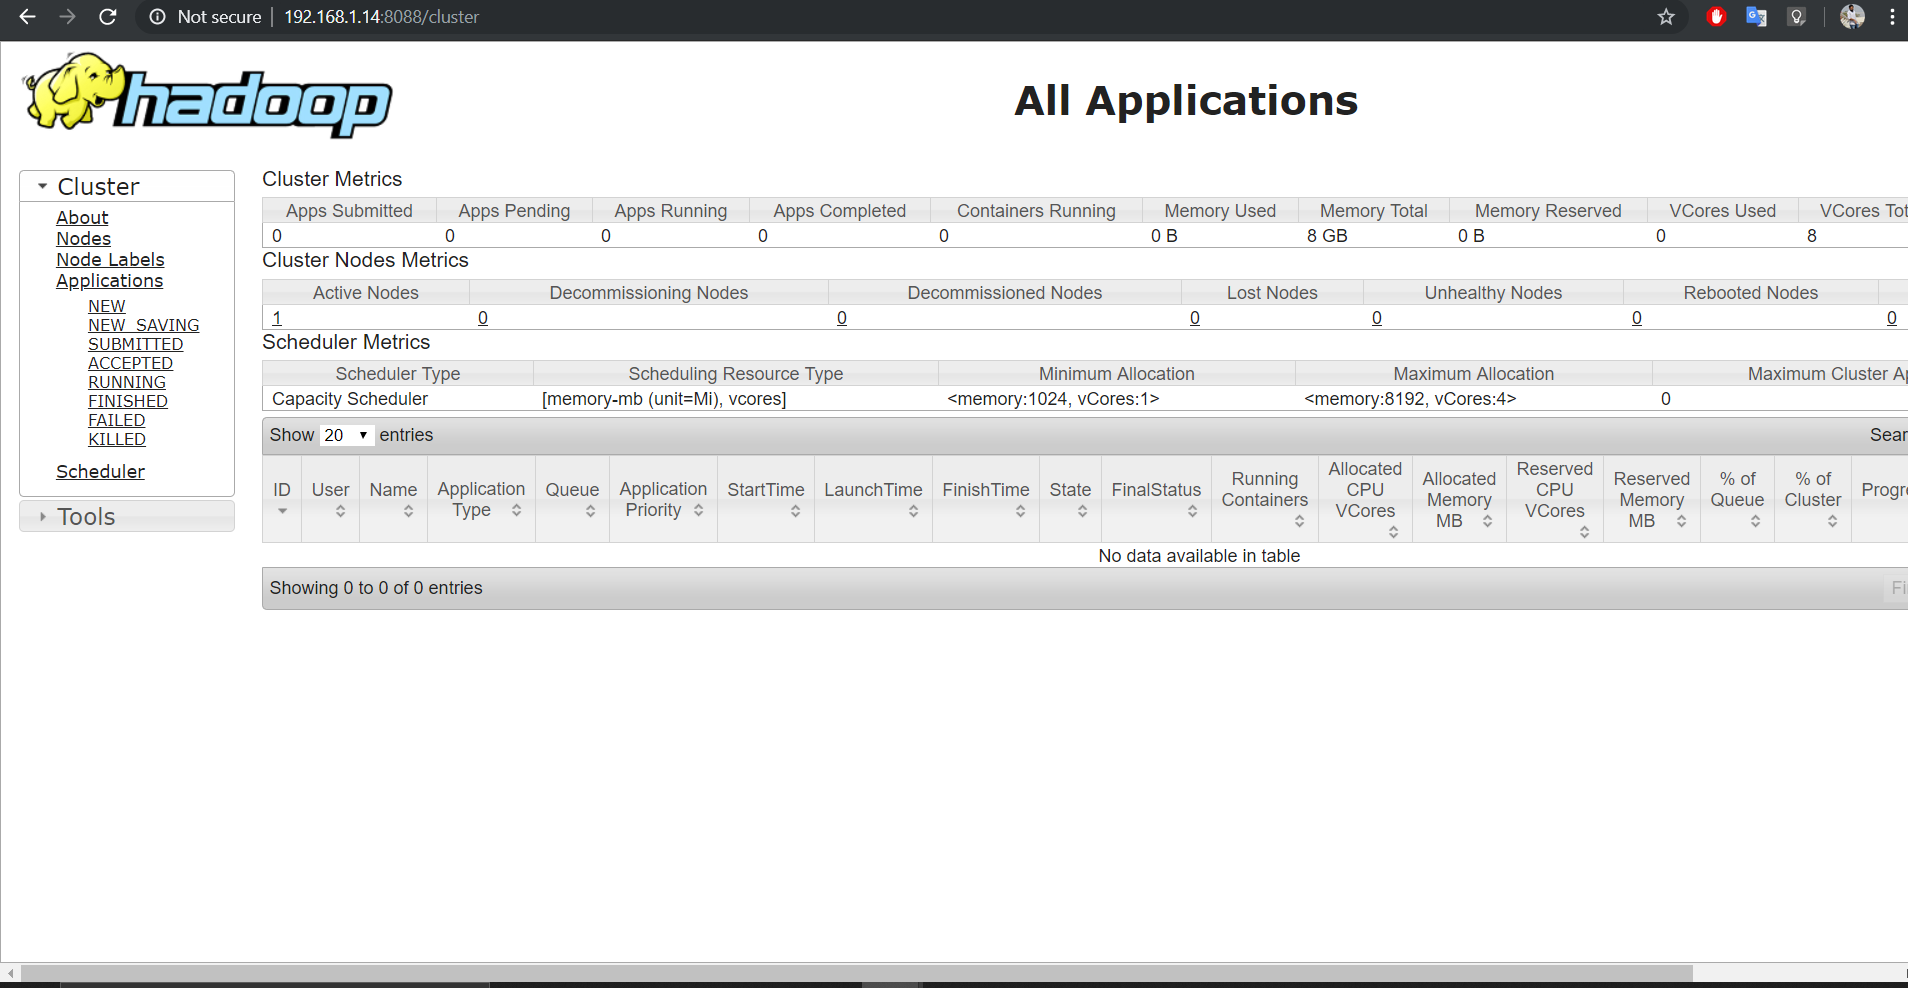 Not secure | 192.168.1.14:8088/cluster
hadoop
All Applications
Cluster
About
Nodes
Node Labels
Applications
NEW
NEW_SAVING
SUBMITTED
ACCEPTED
RUNNING
FINISHED
FAILED
KILLED
Scheduler
Tools
Cluster Metrics
Apps Submitted Apps Pending Apps Running Apps Completed Containers Running Memory Used Memory Total Memory Reserved VCores Used VCores Tot
0 0 0 0 0 0 B 8 GB 0 B 0 8
Cluster Nodes Metrics
Active Nodes Decommissioning Nodes Decommissioned Nodes Lost Nodes Unhealthy Nodes Rebooted Nodes
1 0 0 0 0 0 0
Scheduler Metrics
Scheduler Type Scheduling Resource Type Minimum Allocation Maximum Allocation Maximum Cluster Ap
Capacity Scheduler [memory-mb (unit=Mi), vcores] <memory:1024, vCores:1> <memory:8192, vCores:4> 0
Show 20 entries Sear
ID User Name Application Type Queue Application Priority StartTime LaunchTime FinishTime State FinalStatus Running Containers Allocated CPU VCores Allocated Memory MB Reserved CPU VCores Reserved Memory MB % of Queue % of Cluster Progre
No data available in table
Showing 0 to 0 of 0 entries Fi